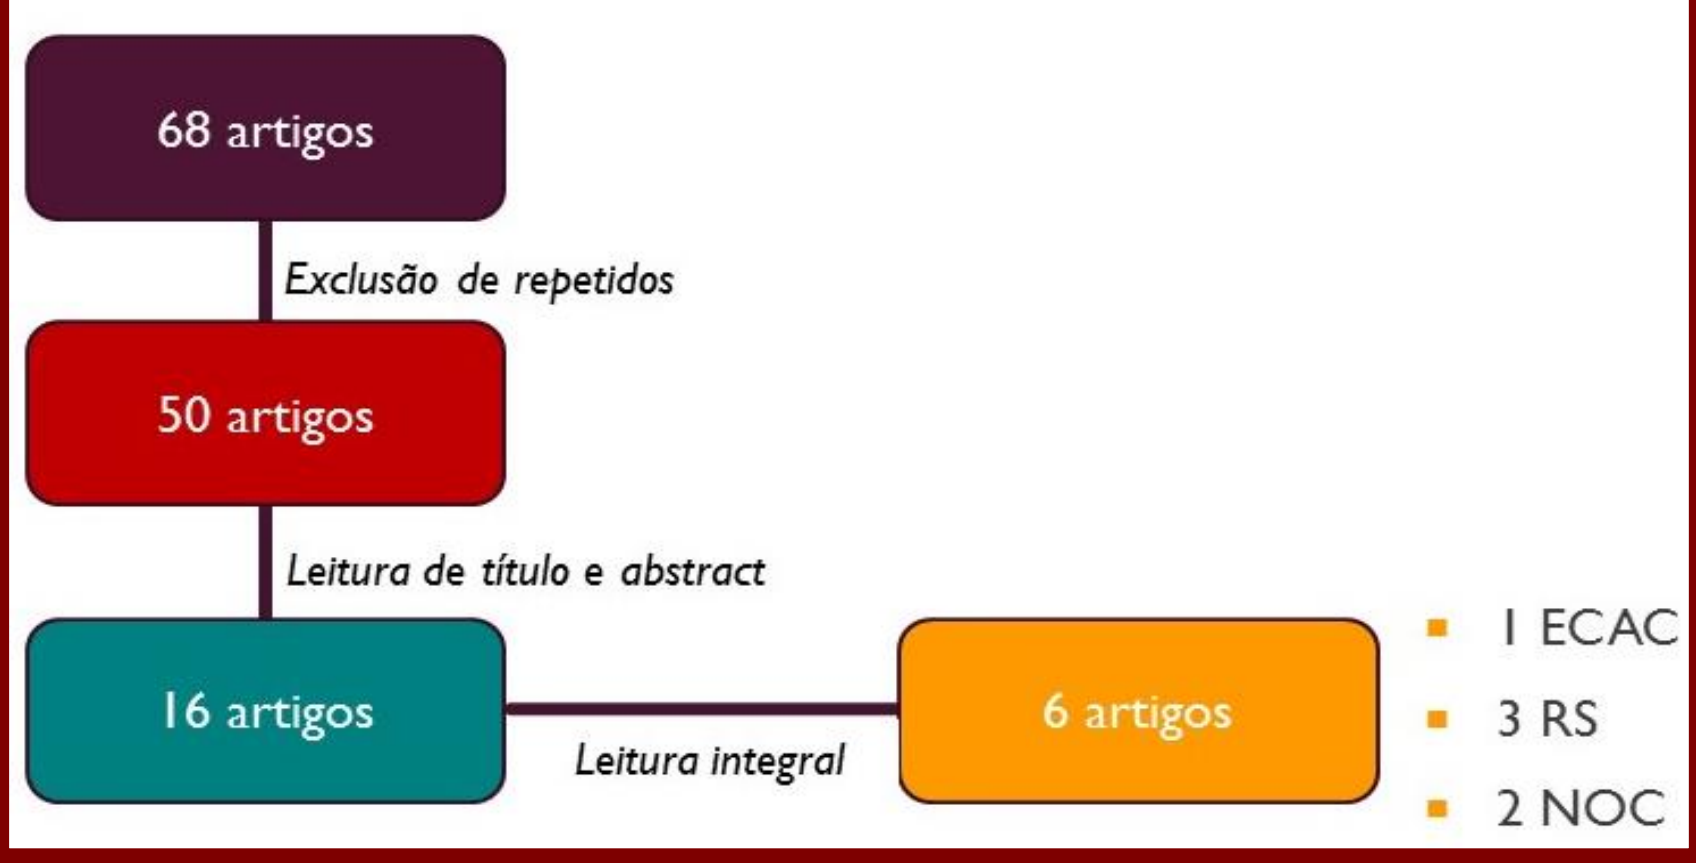 68 artigos
Exclusão de repetidos
50 artigos
Leitura de título e abstract
16 artigos
Leitura integral
6 artigos
1 ECAC
3 RS
2 NOC